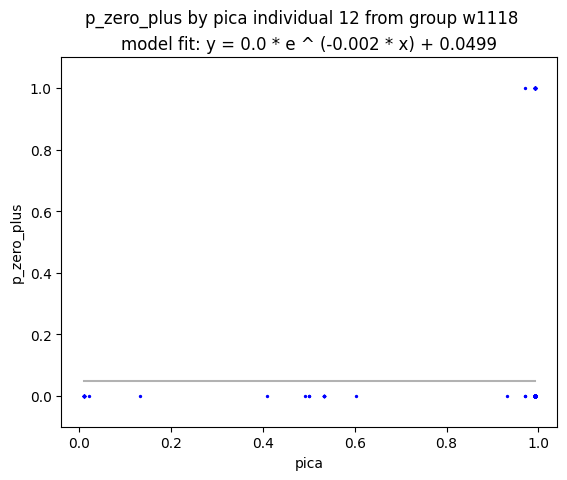 p_zero_plus by pica individual 12 from group w1118
model fit: y = 0.0 * e ^ (-0.002 * x) + 0.0499
1.0
0.8
0.6
0.4
0.2
0.0
p_zero_plus
0.0 0.2 0.4 0.6 0.8 1.0
pica